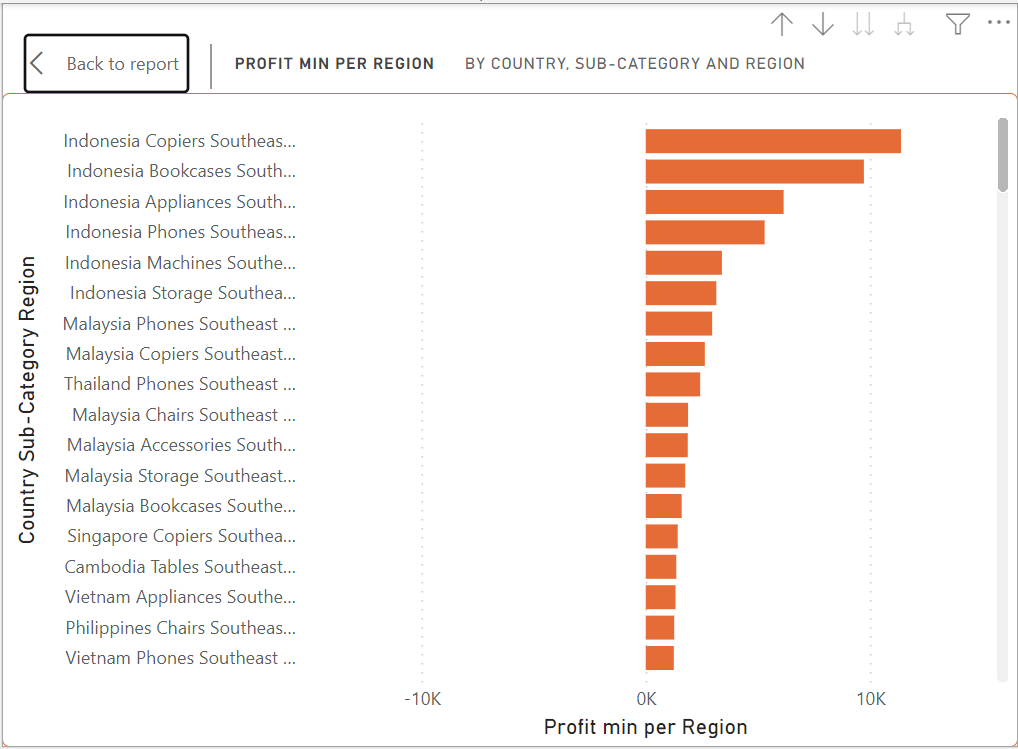 Back to report
PROFIT MIN PER REGION
BY COUNTRY, SUB-CATEGORY AND REGION
Country Sub-Category Region
Indonesia Copiers Southeas...
Indonesia Bookcases South...
Indonesia Appliances South...
Indonesia Phones Southeas...
Indonesia Machines Southe...
Indonesia Storage Southea...
Malaysia Phones Southeast ...
Malaysia Copiers Southeast...
Thailand Phones Southeast ...
Malaysia Chairs Southeast ...
Malaysia Accessories South...
Malaysia Storage Southeast...
Malaysia Bookcases Southe...
Singapore Copiers Southea...
Cambodia Tables Southeast...
Vietnam Appliances Southe...
Philippines Chairs Southeas...
Vietnam Phones Southeast ...
-10K 0K 10K
Profit min per Region